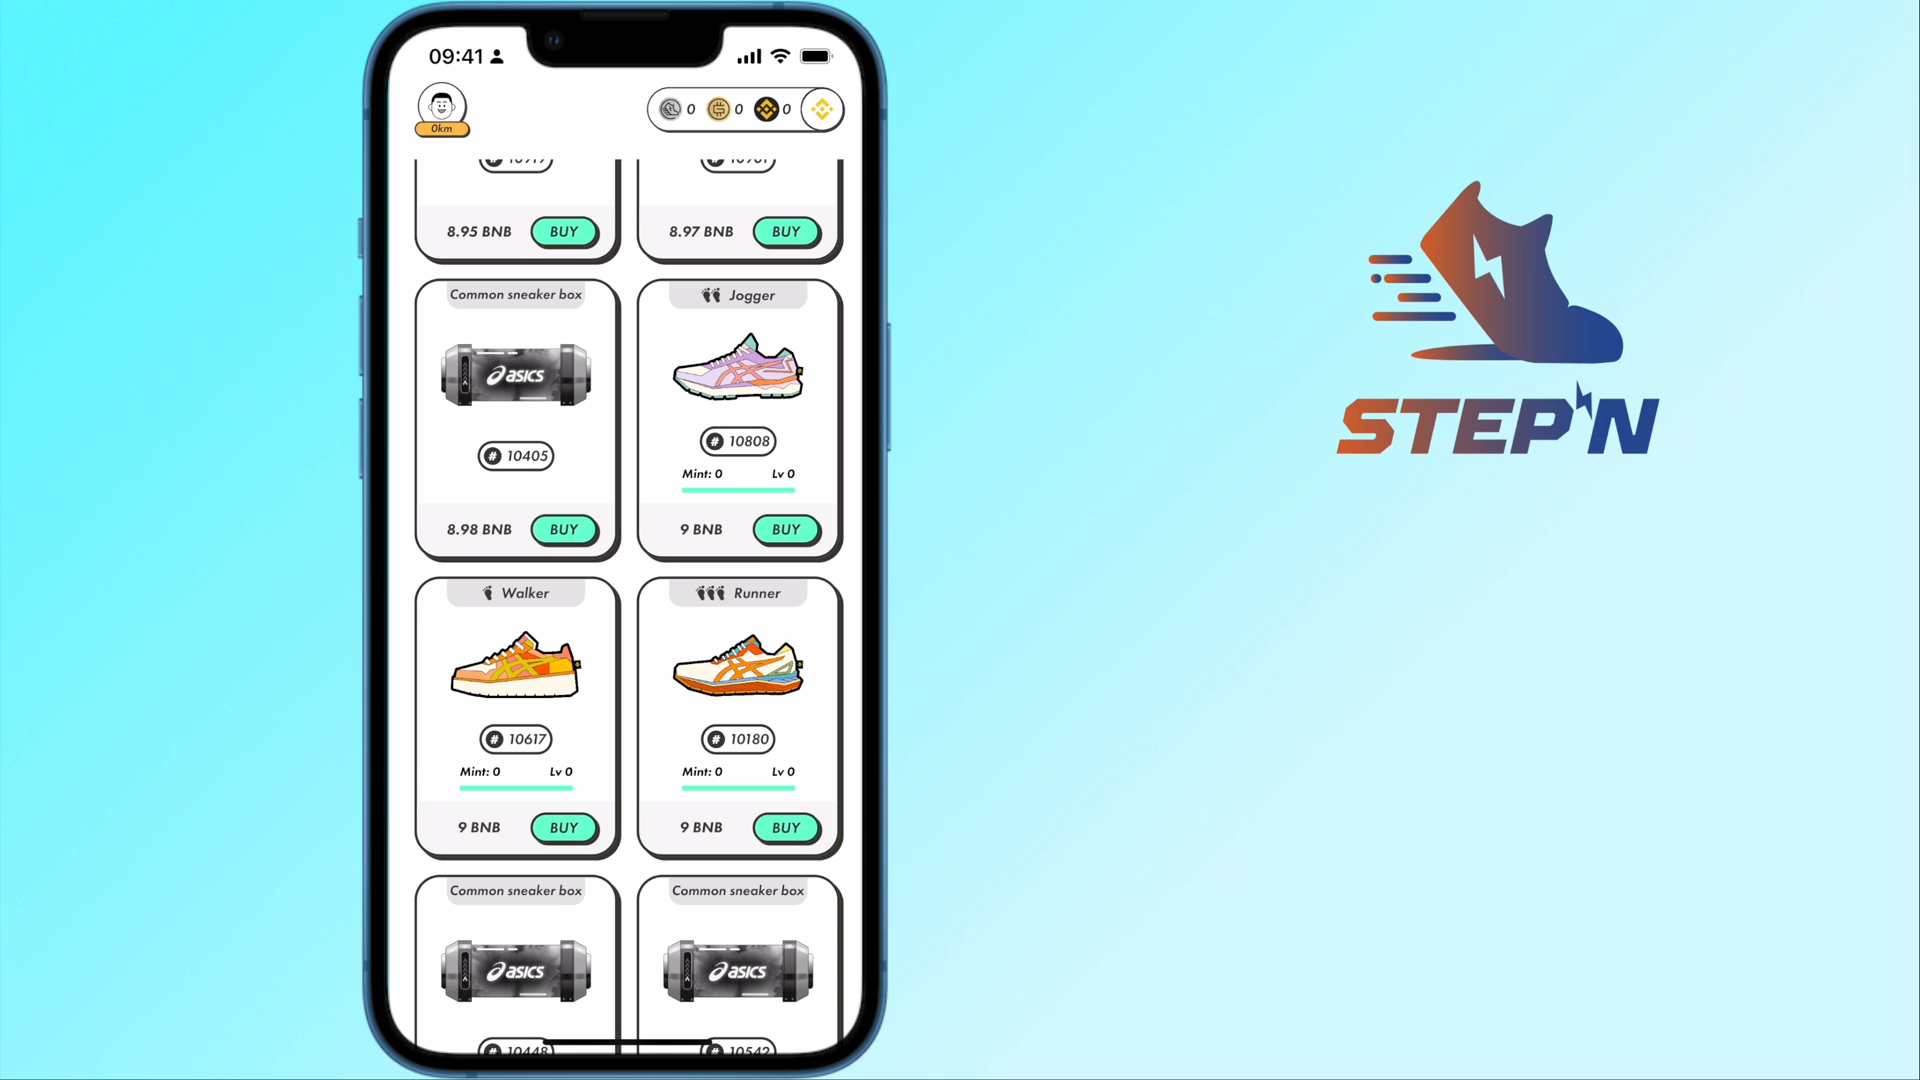 09:41
0km
0 0 0
8.95 BNB BUY
8.97 BNB BUY
Common sneaker box
asics
# 10405
8.98 BNB BUY
Jogger
# 10808
Mint: 0 Lv 0
9 BNB BUY
Walker
# 10617
Mint: 0 Lv 0
9 BNB BUY
Runner
# 10180
Mint: 0 Lv 0
9 BNB BUY
Common sneaker box
asics
# 10448
Common sneaker box
asics
# 10542
STEP'N